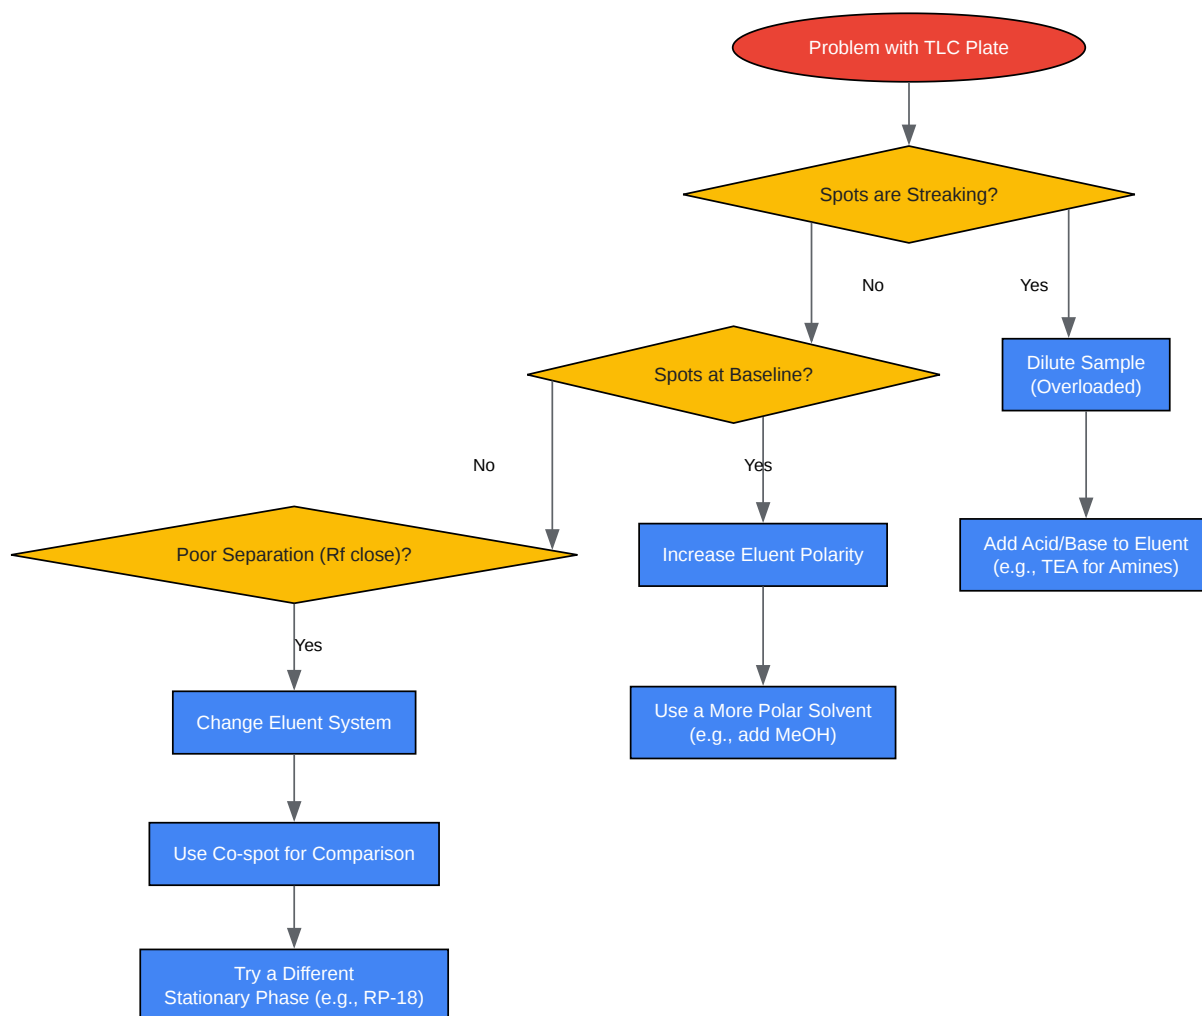 Problem with TLC Plate
Spots are Streaking?
No
Yes
Spots at Baseline?
Dilute Sample
(Overloaded)
No
Yes
Poor Separation (Rf close)?
Increase Eluent Polarity
Add Acid/Base to Eluent
(e.g., TEA for Amines)
Yes
Change Eluent System
Use a More Polar Solvent
(e.g., add MeOH)
Use Co-spot for Comparison
Try a Different
Stationary Phase (e.g., RP-18)